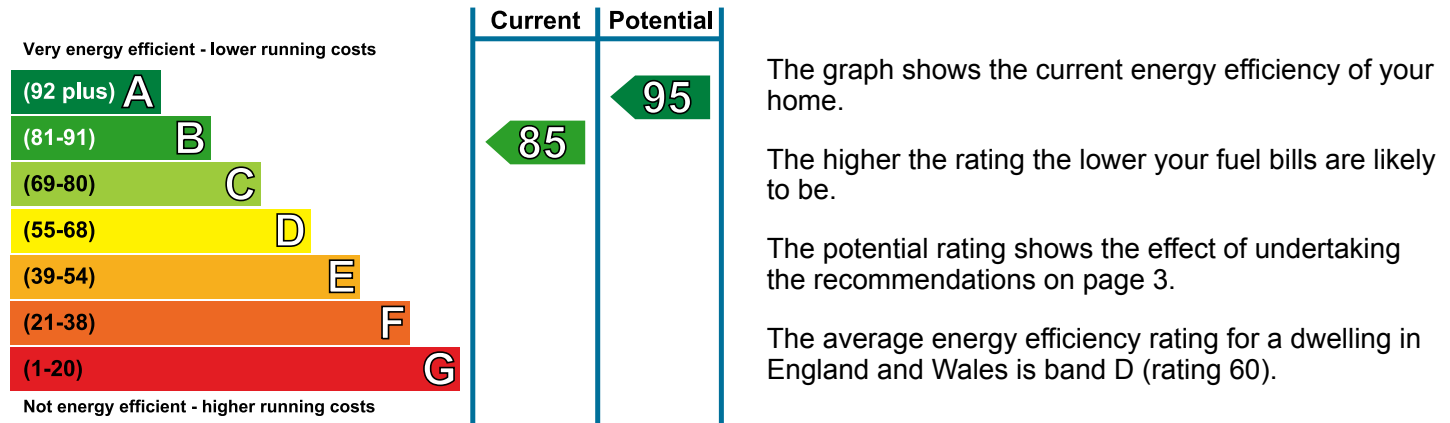 Current Potential
Very energy efficient - lower running costs
(92 plus) A
95
(81-91) B
85
(69-80) C
(55-68) D
(39-54) E
(21-38) F
(1-20) G
Not energy efficient - higher running costs
The graph shows the current energy efficiency of your
home.
The higher the rating the lower your fuel bills are likely
to be.
The potential rating shows the effect of undertaking
the recommendations on page 3.
The average energy efficiency rating for a dwelling in
England and Wales is band D (rating 60).